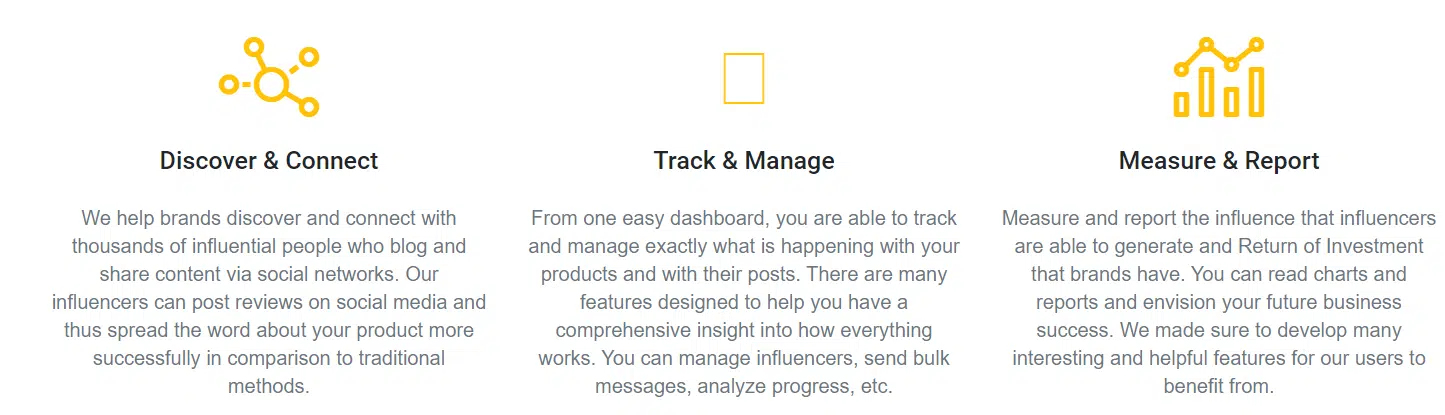 Discover & Connect
We help brands discover and connect with
thousands of influential people who blog and
share content via social networks. Our
influencers can post reviews on social media and
thus spread the word about your product more
successfully in comparison to traditional
methods.
Track & Manage
From one easy dashboard, you are able to track
and manage exactly what is happening with your
products and with their posts. There are many
features designed to help you have a
comprehensive insight into how everything
works. You can manage influencers, send bulk
messages, analyze progress, etc.
Measure & Report
Measure and report the influence that influencers
are able to generate and Return of Investment
that brands have. You can read charts and
reports and envision your future business
success. We made sure to develop many
interesting and helpful features for our users to
benefit from.